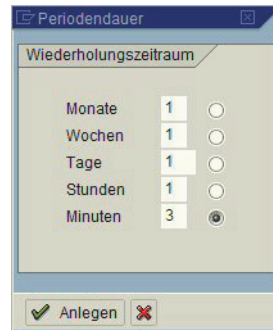 Periodendauer
Wiederholungszeitraum
Monate 1
Wochen 1
Tage 1
Stunden 1
Minuten 3
Anlegen